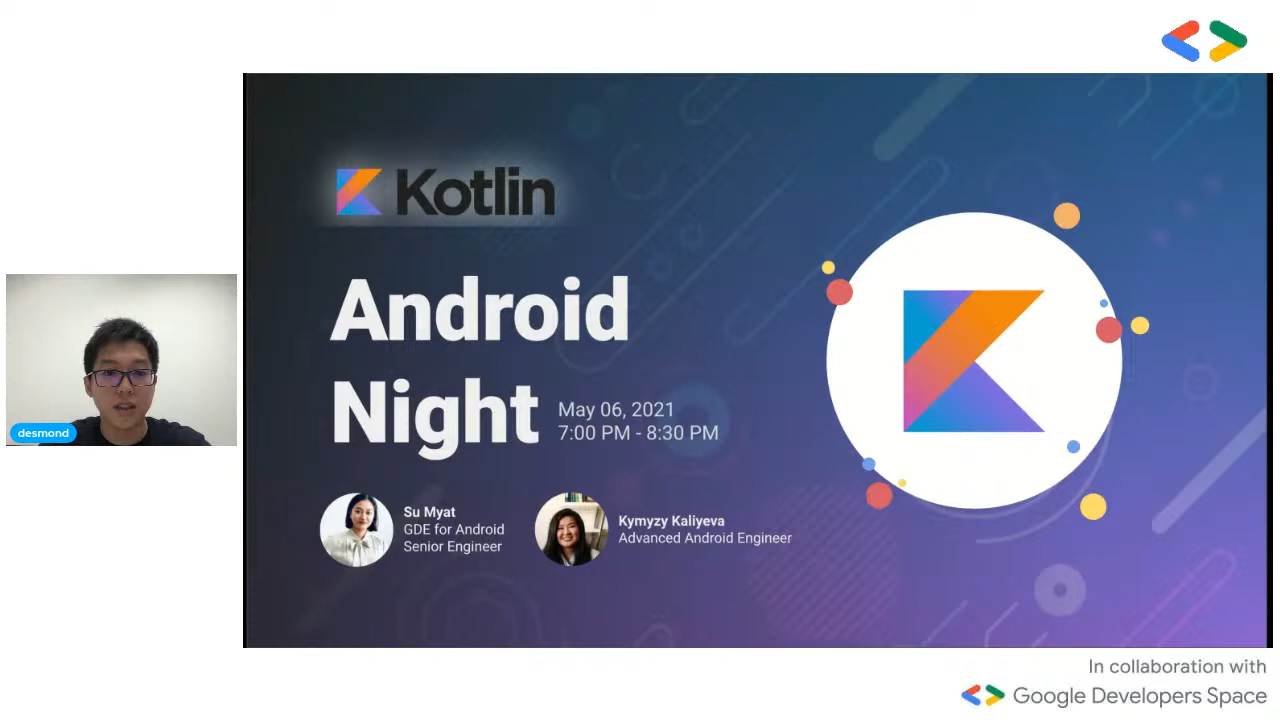 Kotlin
Android
Night
May 06, 2021
7:00 PM - 8:30 PM
desmond
Su Myat
GDE for Android
Senior Engineer
Kymyzy Kaliyeva
Advanced Android Engineer
In collaboration with
Google Developers Space